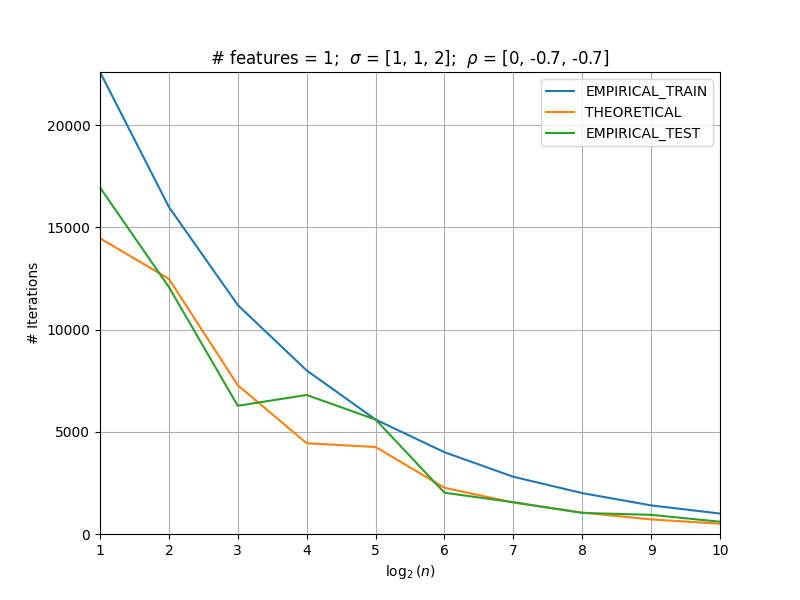 # features = 1; σ = [1, 1, 2]; ρ = [0, -0.7, -0.7]
EMPIRICAL_TRAIN
THEORETICAL
EMPIRICAL_TEST
# Iterations
20000
15000
10000
5000
0
1 2 3 4 5 6 7 8 9 10
log₂(n)